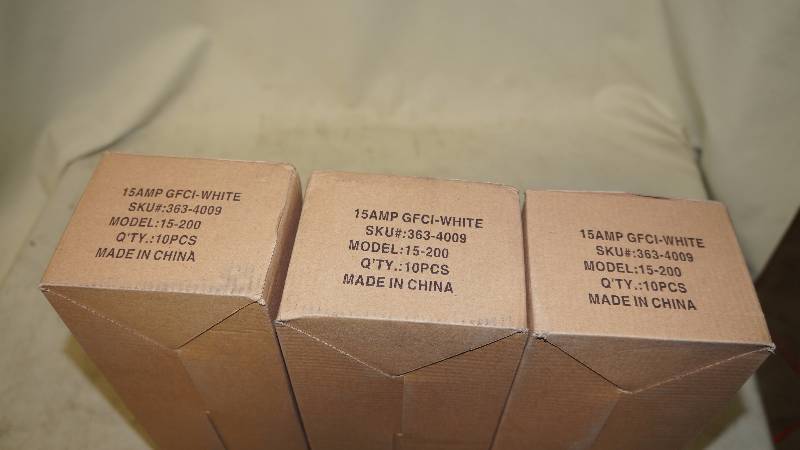 15AMP GFCI-WHITE
SKU#:363-4009
MODEL:15-200
Q'TY.:10PCS
MADE IN CHINA
15AMP GFCI-WHITE
SKU#:363-4009
MODEL:15-200
Q'TY.:10PCS
MADE IN CHINA
15AMP GFCI-WHITE
SKU#:363-4009
MODEL:15-200
Q'TY.:10PCS
MADE IN CHINA